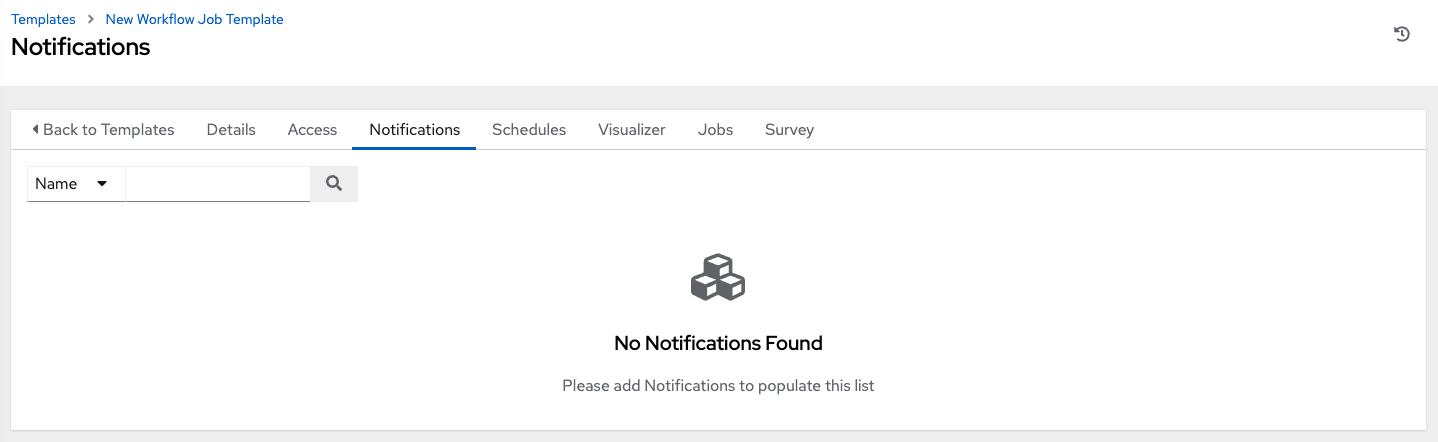 Templates New Workflow Job Template
Notifications
Back to Templates Details Access Notifications Schedules Visualizer Jobs Survey
Name
No Notifications Found
Please add Notifications to populate this list